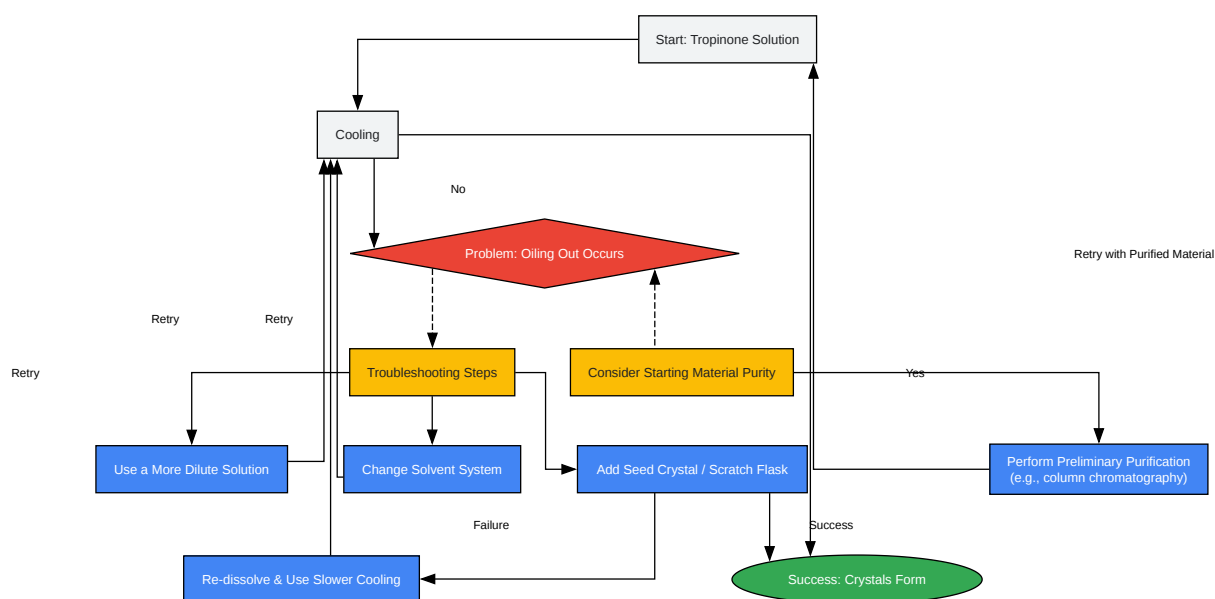 Start: Tropinone Solution
Cooling
No
Problem: Oiling Out Occurs
Retry with Purified Material
Retry
Retry
Retry
Troubleshooting Steps
Consider Starting Material Purity
Yes
Use a More Dilute Solution
Change Solvent System
Add Seed Crystal / Scratch Flask
Perform Preliminary Purification
(e.g., column chromatography)
Failure
Success
Re-dissolve & Use Slower Cooling
Success: Crystals Form